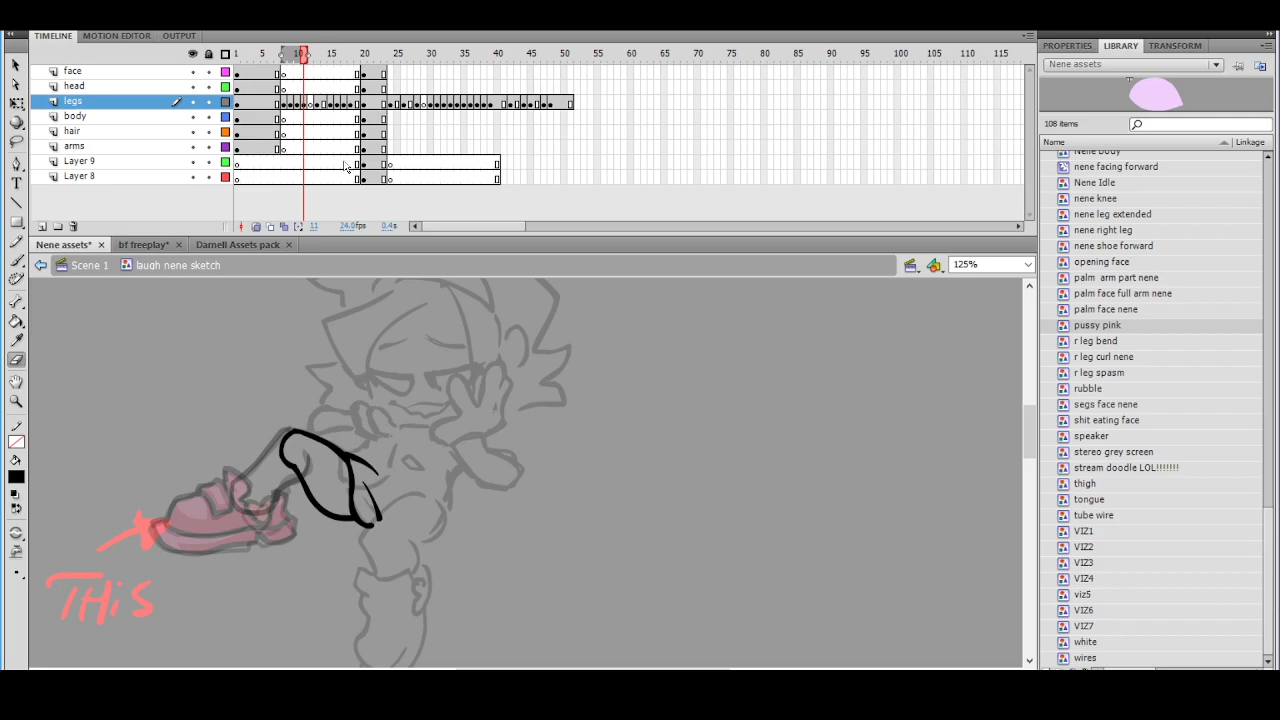 TIMELINE MOTION EDITOR OUTPUT
PROPERTIES LIBRARY TRANSFORM
1 5 10 15 20 25 30 35 40 45 50 55 60 65 70 75 80 85 90 95 100 105 110 115
Nene assets
face
head
legs
body
hair
arms
Layer 9
Layer 8
108 items
Name Linkage
11 24.0fps 0.4s
Nene assets* bf freeplay* Darnell Assets pack
Scene 1 laugh nene sketch 125%
Nene Body
nene facing forward
Nene Idle
nene knee
nene leg extended
nene right leg
nene shoe forward
opening face
palm arm part nene
palm face full arm nene
palm face nene
pussy pink
r leg bend
r leg curl nene
r leg spasm
rubble
segs face nene
shit eating face
speaker
stereo grey screen
stream doodle LOL!!!!!!!
thigh
tongue
tube wire
VIZ1
VIZ2
VIZ3
VIZ4
viz5
VIZ6
VIZ7
white
wires
THiS